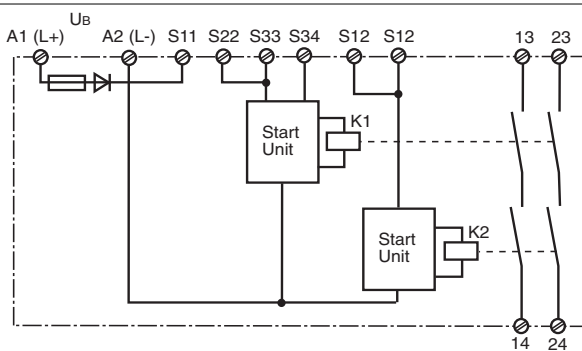 UB
A1 (L+) A2 (L-) S11 S22 S33 S34 S12 S12 13 23
Start
Unit
K1
Start
Unit
K2
14 24